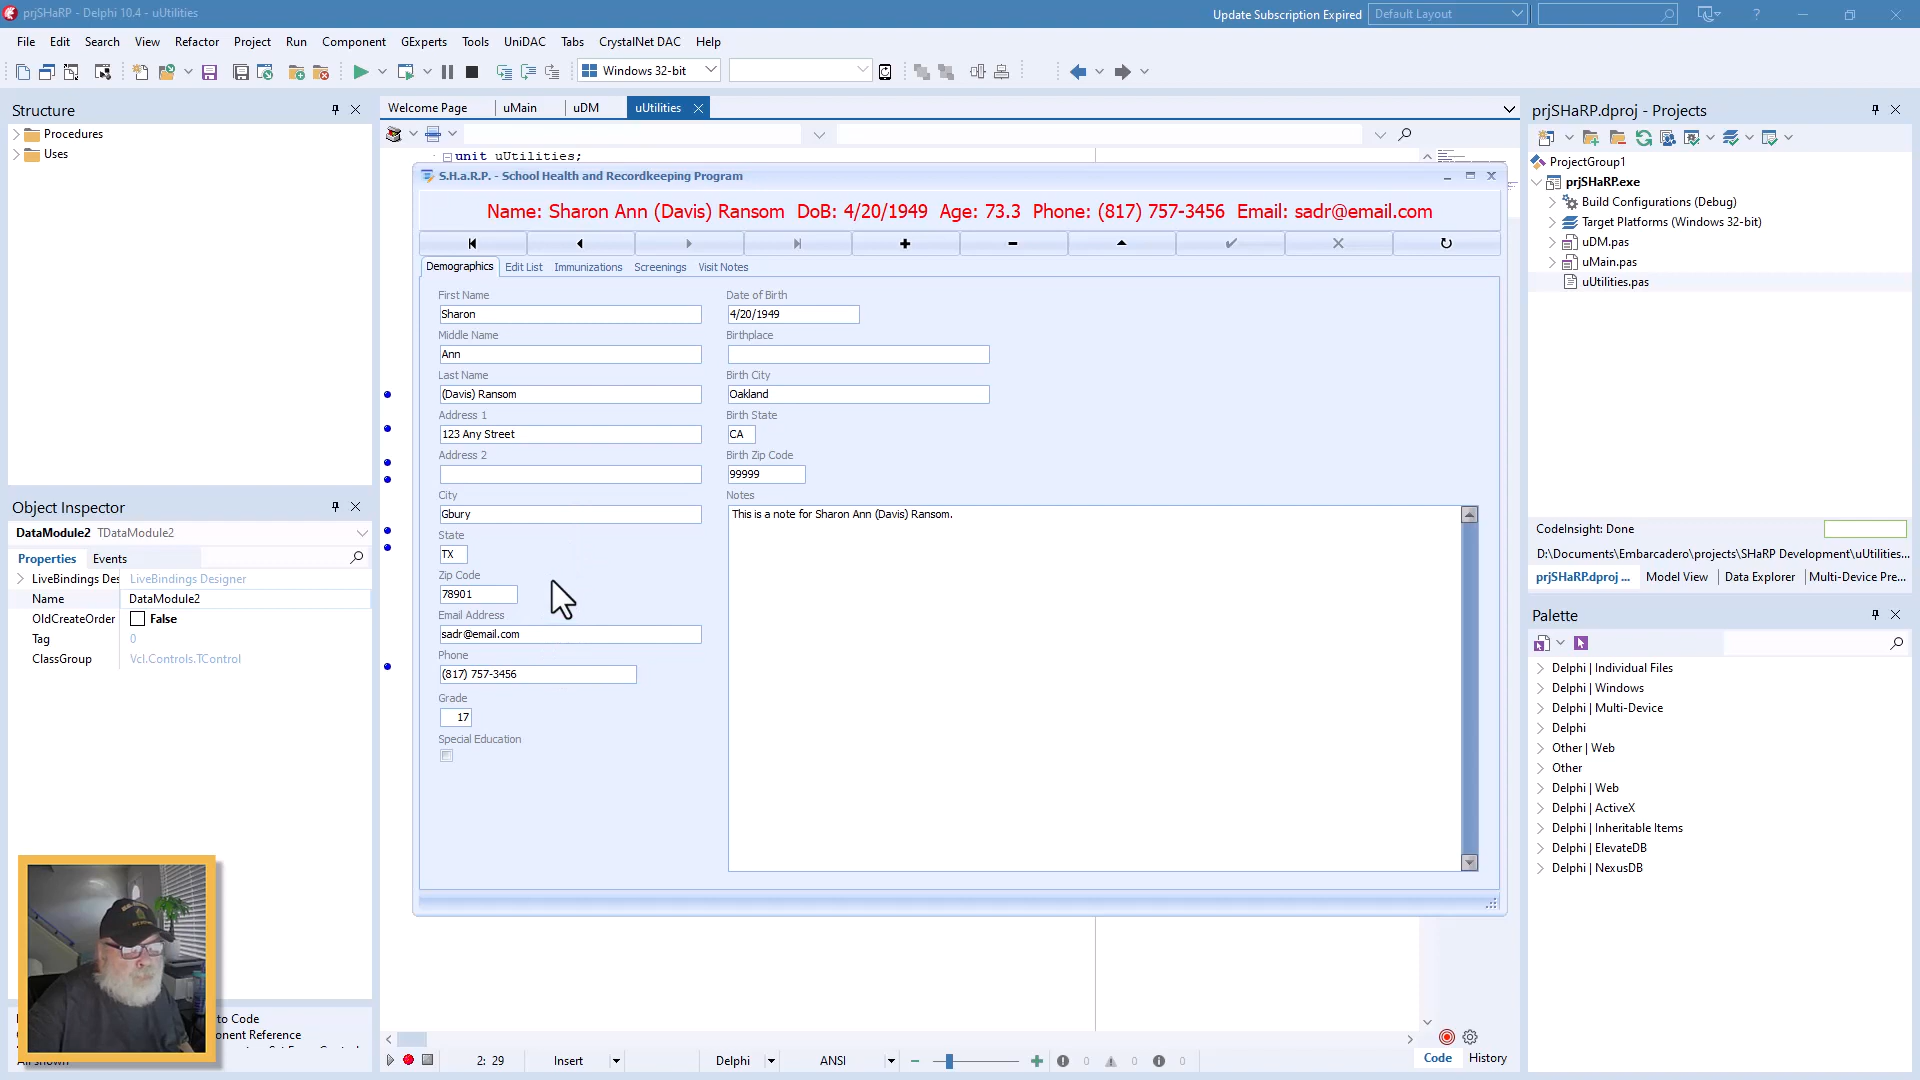 prjSHaRP - Delphi 10.4 - uUtilities
Update Subscription Expired
Default Layout
File Edit Search View Refactor Project Run Component GExperts Tools UniDAC Tabs CrystalNet DAC Help
Windows 32-bit
Structure
Procedures
Uses
Welcome Page uMain uDM uUtilities
unit uUtilities;
S.H.a.R.P. - School Health and Recordkeeping Program
Name: Sharon Ann (Davis) Ransom DoB: 4/20/1949 Age: 73.3 Phone: (817) 757-3456 Email: sadr@email.com
Demographics Edit List Immunizations Screenings Visit Notes
First Name
Sharon
Middle Name
Ann
Last Name
(Davis) Ransom
Address 1
123 Any Street
Address 2
City
Gbury
State
TX
Zip Code
78901
Email Address
sadr@email.com
Phone
(817) 757-3456
Grade
17
Special Education
Date of Birth
4/20/1949
Birthplace
Birth City
Oakland
Birth State
CA
Birth Zip Code
99999
Notes
This is a note for Sharon Ann (Davis) Ransom.
Object Inspector
DataModule2 TDataModule2
Properties Events
LiveBindings Des LiveBindings Designer
Name DataModule2
OldCreateOrder False
Tag 0
ClassGroup Vcl.Controls.TControl
to Code
onent Reference
2: 29 Insert Delphi ANSI 0 0 0
Code History
prjSHaRP.dproj - Projects
ProjectGroup1
prjSHaRP.exe
Build Configurations (Debug)
Target Platforms (Windows 32-bit)
uDM.pas
uMain.pas
uUtilities.pas
CodeInsight: Done
D:\Documents\Embarcadero\projects\SHaRP Development\uUtilities...
prjSHaRP.dproj ... Model View Data Explorer Multi-Device Pre...
Palette
Delphi | Individual Files
Delphi | Windows
Delphi | Multi-Device
Delphi
Other | Web
Other
Delphi | Web
Delphi | ActiveX
Delphi | Inheritable Items
Delphi | ElevateDB
Delphi | NexusDB